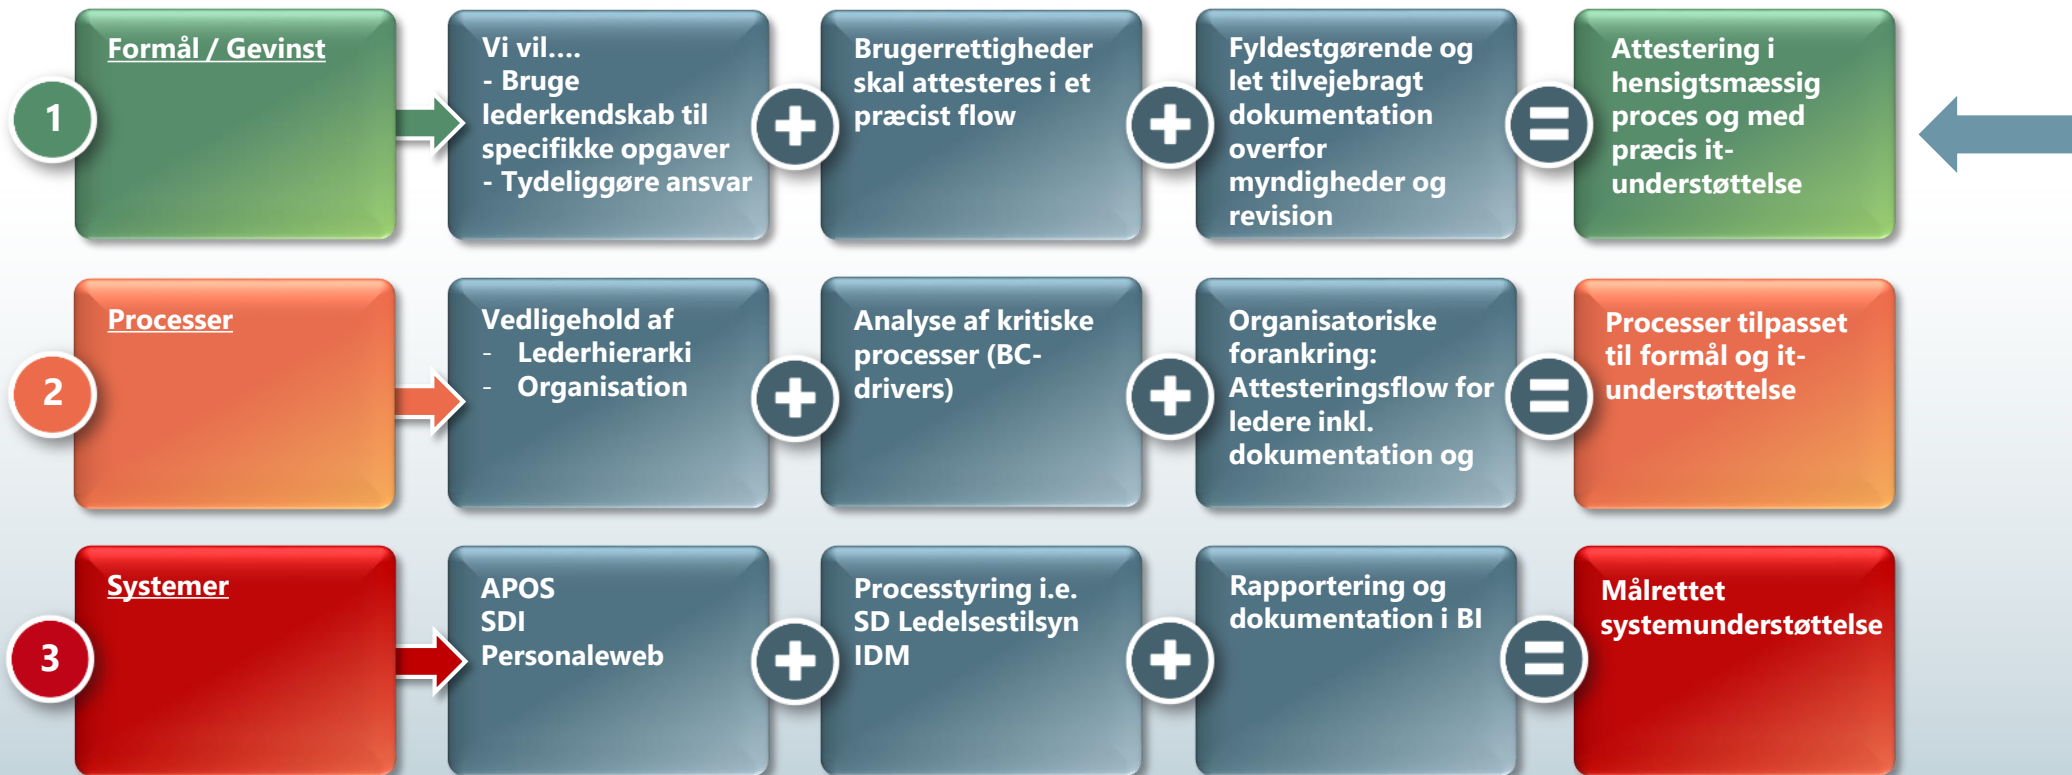 1
Formål / Gevinst
Vi vil....
- Bruge
lederkendskab til
specifikke opgaver
- Tydeliggøre ansvar
Brugerrettigheder
skal attesteres i et
præcist flow
Fyldestgørende og
let tilvejebragt
dokumentation
overfor
myndigheder og
revision
Attestering i
hensigtsmæssig
proces og med
præcis it-
understøttelse
2
Processer
Vedligehold af
- Lederhierarki
- Organisation
Analyse af kritiske
processer (BC-
drivers)
Organisatoriske
forankring:
Attesteringsflow for
ledere inkl.
dokumentation og
Processer tilpasset
til formål og it-
understøttelse
3
Systemer
APOS
SDI
Personaleweb
Processtyring i.e.
SD Ledelsestilsyn
IDM
Rapportering og
dokumentation i BI
Målrettet
systemunderstøttelse